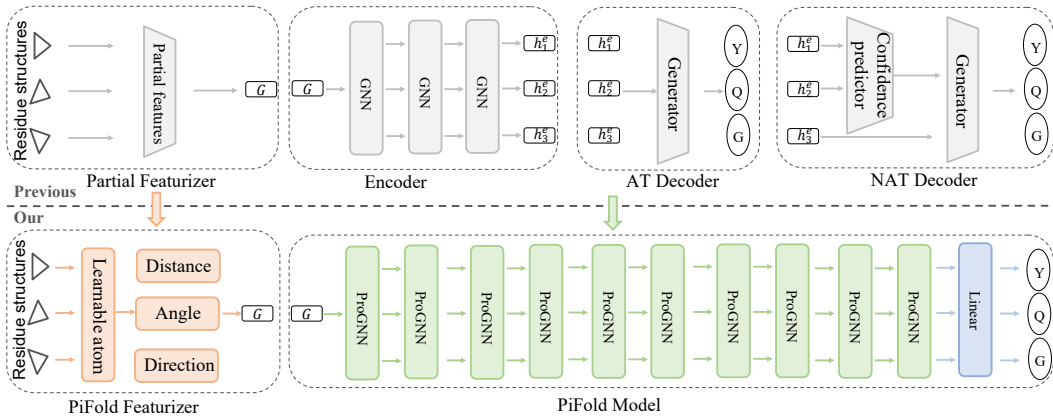 Residue structures
Partial features
G
Partial Featurizer
G
GNN
GNN
GNN
h₁ᵉ
h₂ᵉ
h₃ᵉ
Encoder
h₁ᵉ
h₂ᵉ
h₃ᵉ
Generator
Y
Q
G
AT Decoder
h₁ᵉ
h₂ᵉ
h₃ᵉ
Confidence
predictor
Generator
Y
Q
G
NAT Decoder
Previous
Our
Residue structures
Learnable atom
Distance
Angle
Direction
G
PiFold Featurizer
G
ProGNN
ProGNN
ProGNN
ProGNN
ProGNN
ProGNN
ProGNN
ProGNN
ProGNN
ProGNN
Linear
Y
Q
G
PiFold Model